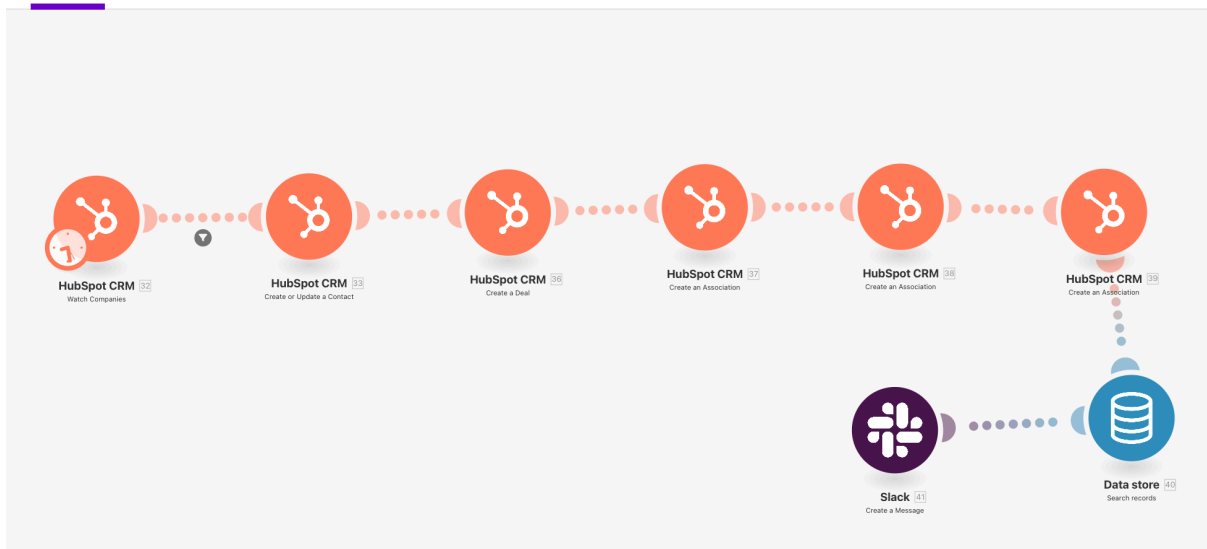 HubSpot CRM 32
Watch Companies
HubSpot CRM 33
Create or Update a Contact
HubSpot CRM 36
Create a Deal
HubSpot CRM 37
Create an Association
HubSpot CRM 38
Create an Association
HubSpot CRM 39
Create an Association
Slack 41
Create a Message
Data store 40
Search records